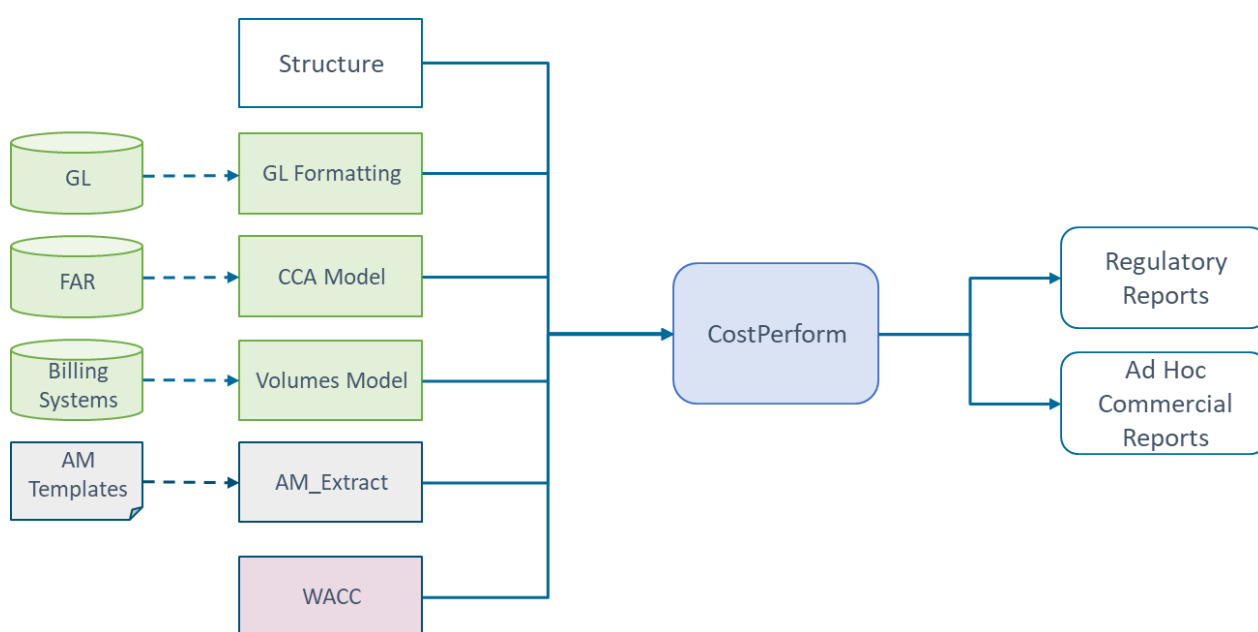 Structure
GL
GL Formatting
FAR
CCA Model
Billing
Systems
Volumes Model
AM
Templates
AM_Extract
WACC
CostPerform
Regulatory
Reports
Ad Hoc
Commercial
Reports